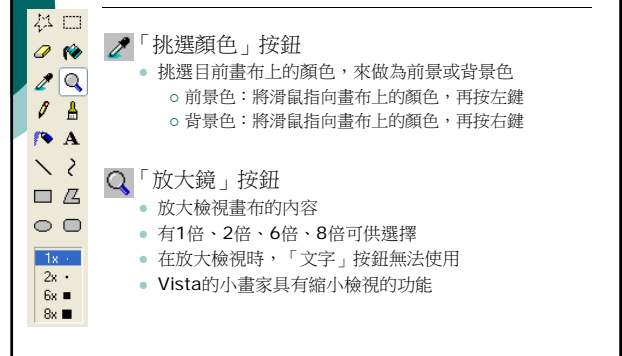 「挑選顏色」按鈕
挑選目前畫布上的顏色，來做為前景或背景色
前景色：將滑鼠指向畫布上的顏色，再按左鍵
背景色：將滑鼠指向畫布上的顏色，再按右鍵
「放大鏡」按鈕
放大檢視畫布的內容
有1倍、2倍、6倍、8倍可供選擇
在放大檢視時，「文字」按鈕無法使用
Vista的小畫家具有縮小檢視的功能
A
1x
2x
6x
8x